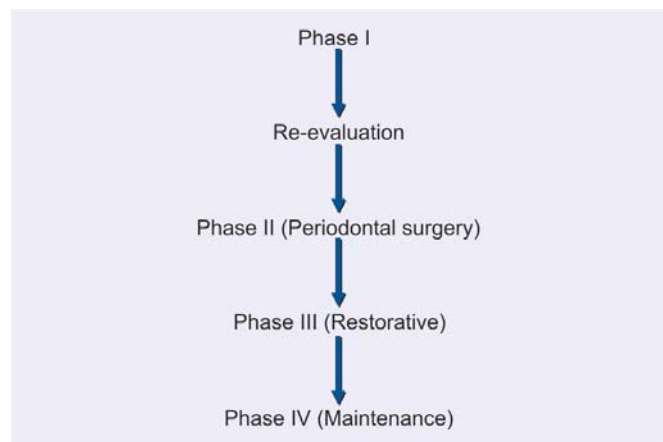 Phase I
Re-evaluation
Phase II (Periodontal surgery)
Phase III (Restorative)
Phase IV (Maintenance)